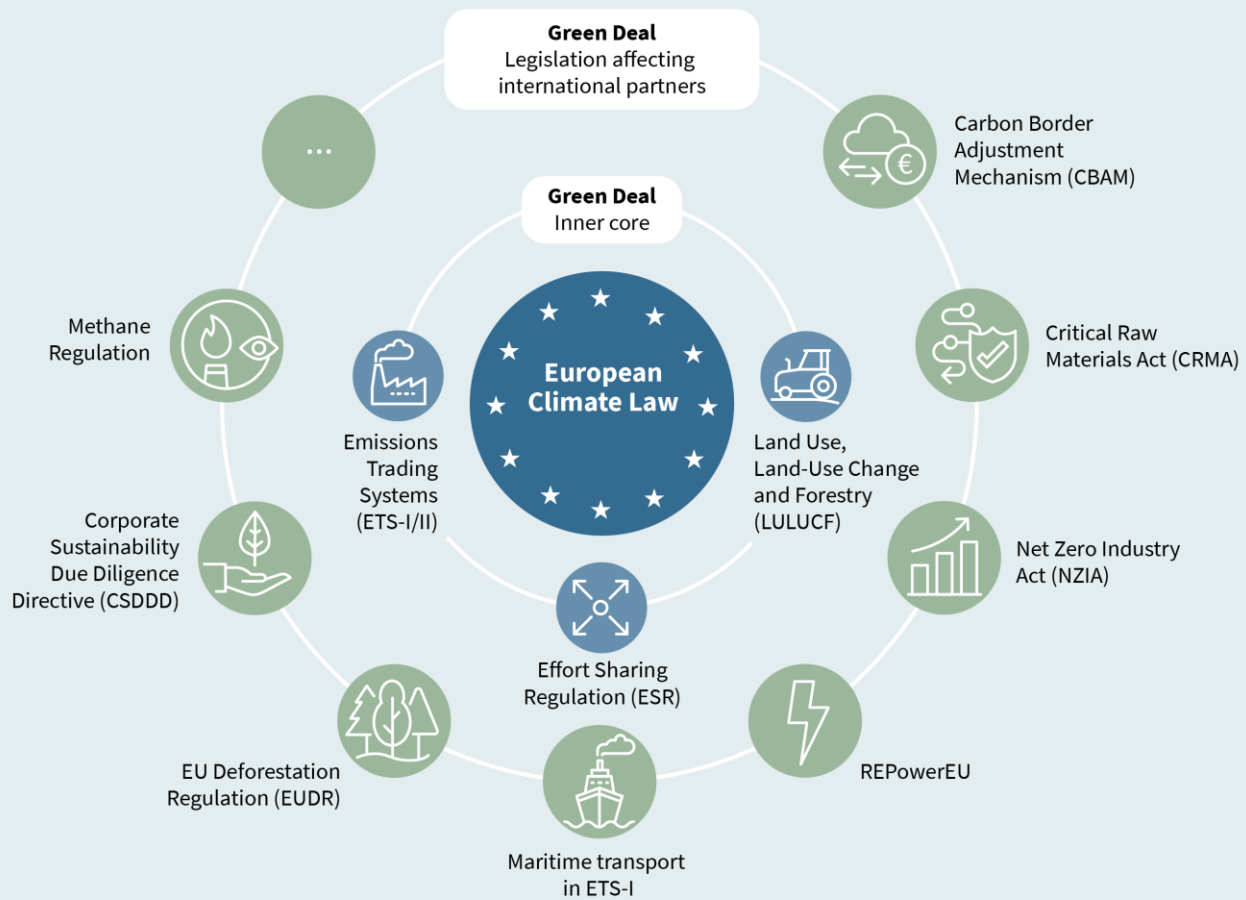 Green Deal
Legislation affecting
international partners
...
Carbon Border
Adjustment
Mechanism (CBAM)
€
Green Deal
Inner core
Methane
Regulation
European
Climate Law
Critical Raw
Materials Act (CRMA)
Emissions
Trading
Systems
(ETS-I/II)
Land Use,
Land-Use Change
and Forestry
(LULUCF)
Corporate
Sustainability
Due Diligence
Directive (CSDDD)
Net Zero Industry
Act (NZIA)
Effort Sharing
Regulation (ESR)
EU Deforestation
Regulation (EUDR)
REPowerEU
Maritime transport
in ETS-I